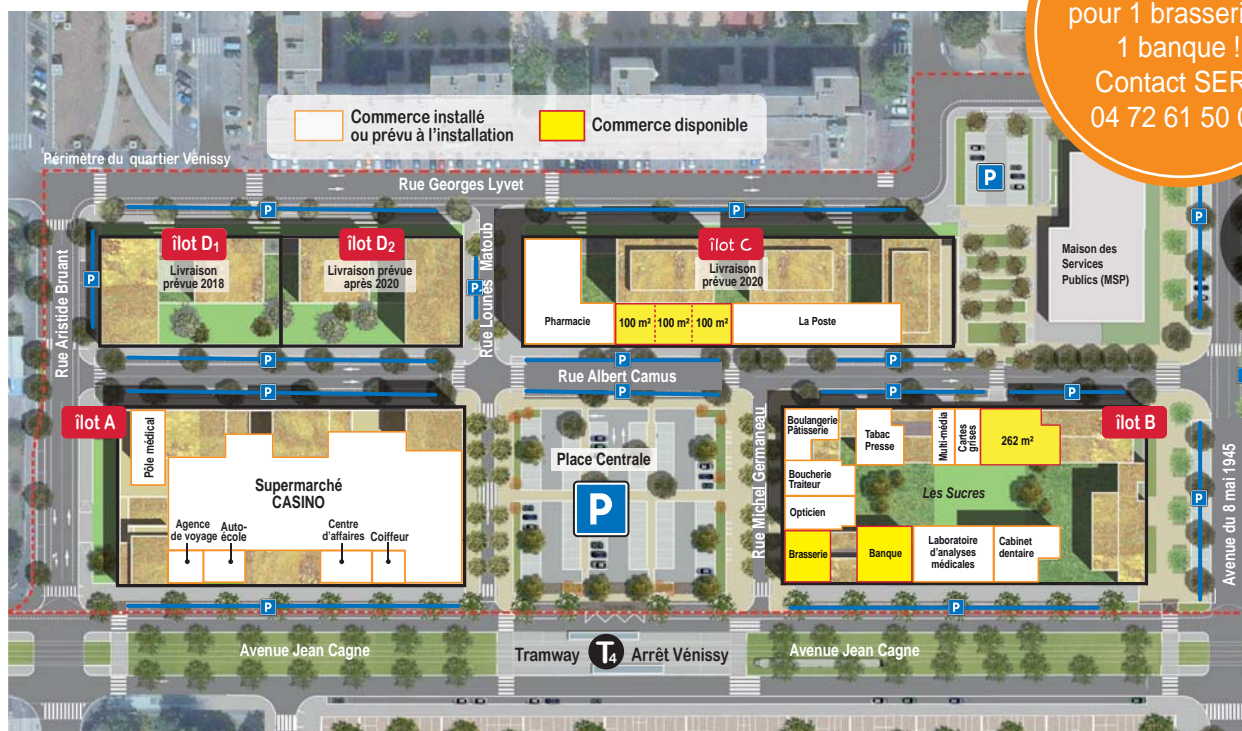 pour 1 brasserie
1 banque !
Contact SER
04 72 61 50 0
Commerce installé
ou prévu à l'installation
Commerce disponible
Périmètre du quartier Vénissy
Rue Georges Lyvet
P
P
P
P
P
P
Rue Aristide Bruant
îlot D1
Livraison
prévue 2018
îlot D2
Livraison prévue
après 2020
Rue Lounès Matoub
îlot C
Livraison
prévue 2020
Maison des
Services
Publics (MSP)
Pharmacie
100 m²
100 m²
100 m²
La Poste
P
P
P
Rue Albert Camus
P
P
P
P
îlot A
Pôle médical
Supermarché
CASINO
Agence
de voyage
Auto-
école
Centre
d'affaires
Coiffeur
Place Centrale
P
Rue Michel Germaneau
Boulangerie
Pâtisserie
Tabac
Presse
Multi-média
Cartes
grises
262 m²
îlot B
Boucherie
Traiteur
Les Sucres
Opticien
Brasserie
Banque
Laboratoire
d'analyses
médicales
Cabinet
dentaire
P
Avenue du 8 mai 1945
P
P
Avenue Jean Cagne
Tramway T4 Arrêt Vénissy
Avenue Jean Cagne